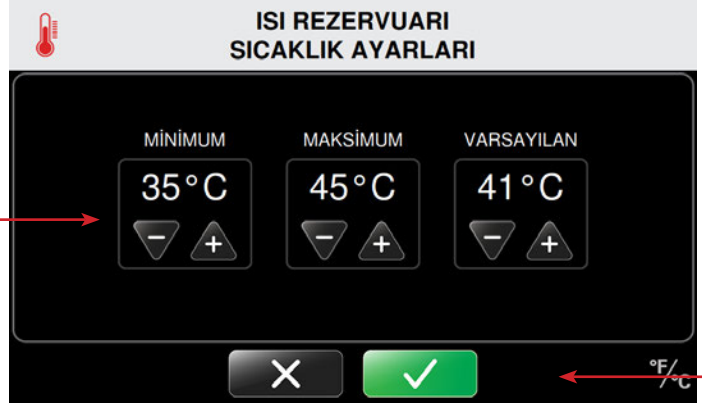 ISI REZERVUARI
SICAKLIK AYARLARI
MİNİMUM MAKSİMUM VARSAYILAN
35°C 45°C 41°C
- + - + - +
°F/°C